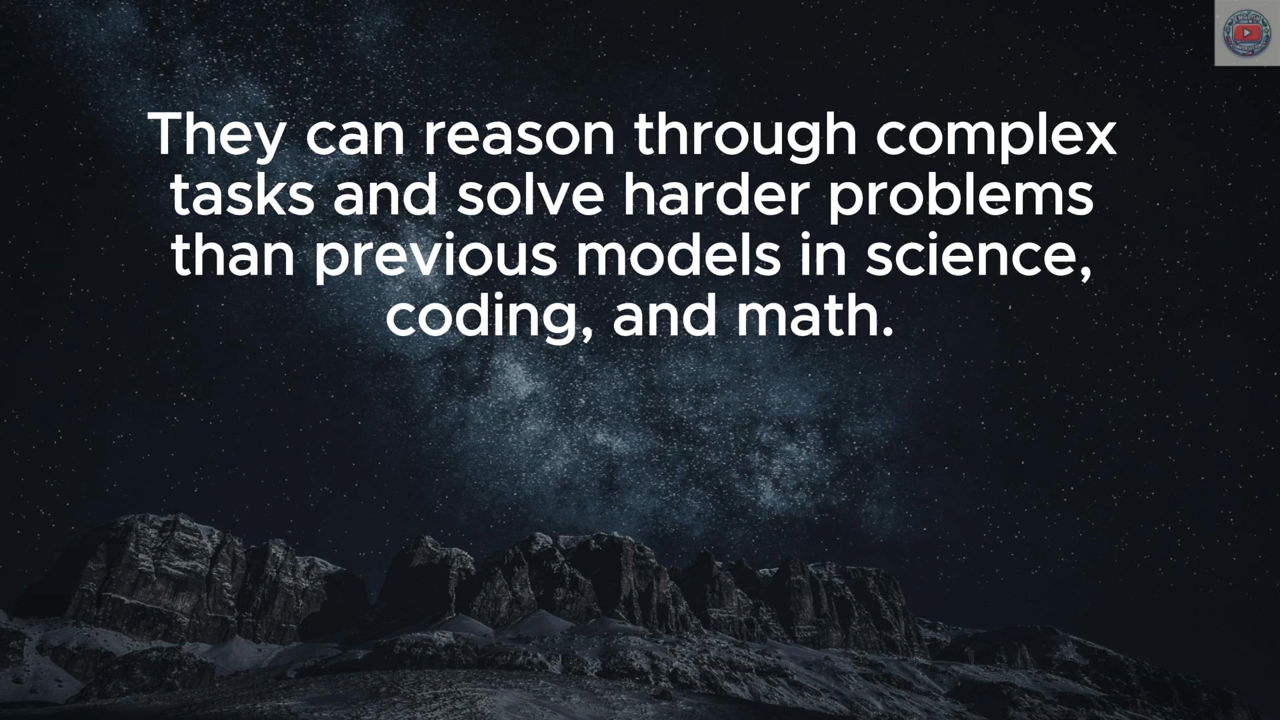 They can reason through complex
tasks and solve harder problems
than previous models in science,
coding, and math.